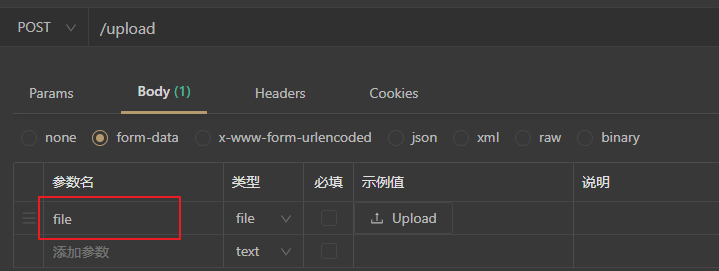 POST /upload
Params Body (1) Headers Cookies
none form-data x-www-form-urlencoded json xml raw binary
参数名 类型 必填 示例值 说明
file file Upload
添加参数 text